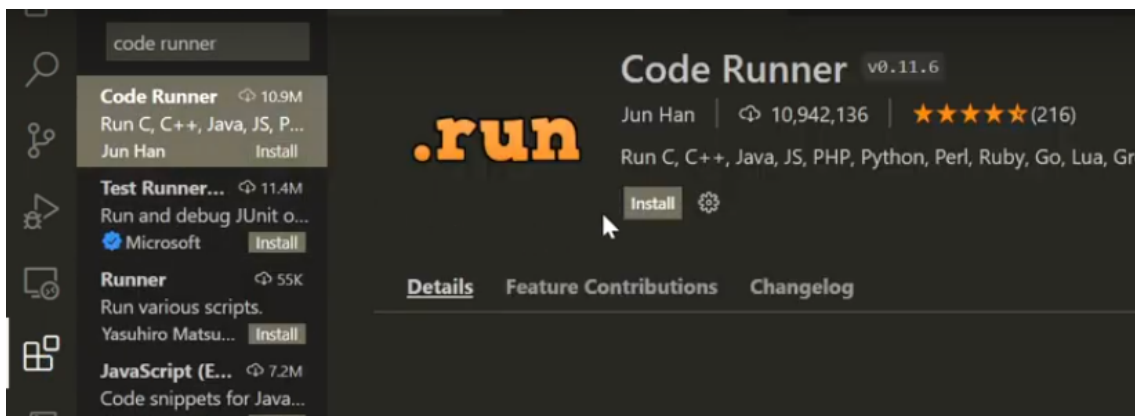 code runner
Code Runner 10.9M
Run C, C++, Java, JS, P...
Jun Han Install
Test Runner... 11.4M
Run and debug JUnit o...
Microsoft Install
Runner 55K
Run various scripts.
Yasuhiro Matsu... Install
JavaScript (E... 7.2M
Code snippets for Java...
.run
Code Runner v0.11.6
Jun Han 10,942,136 (216)
Run C, C++, Java, JS, PHP, Python, Perl, Ruby, Go, Lua, Gr
Install
Details Feature Contributions Changelog